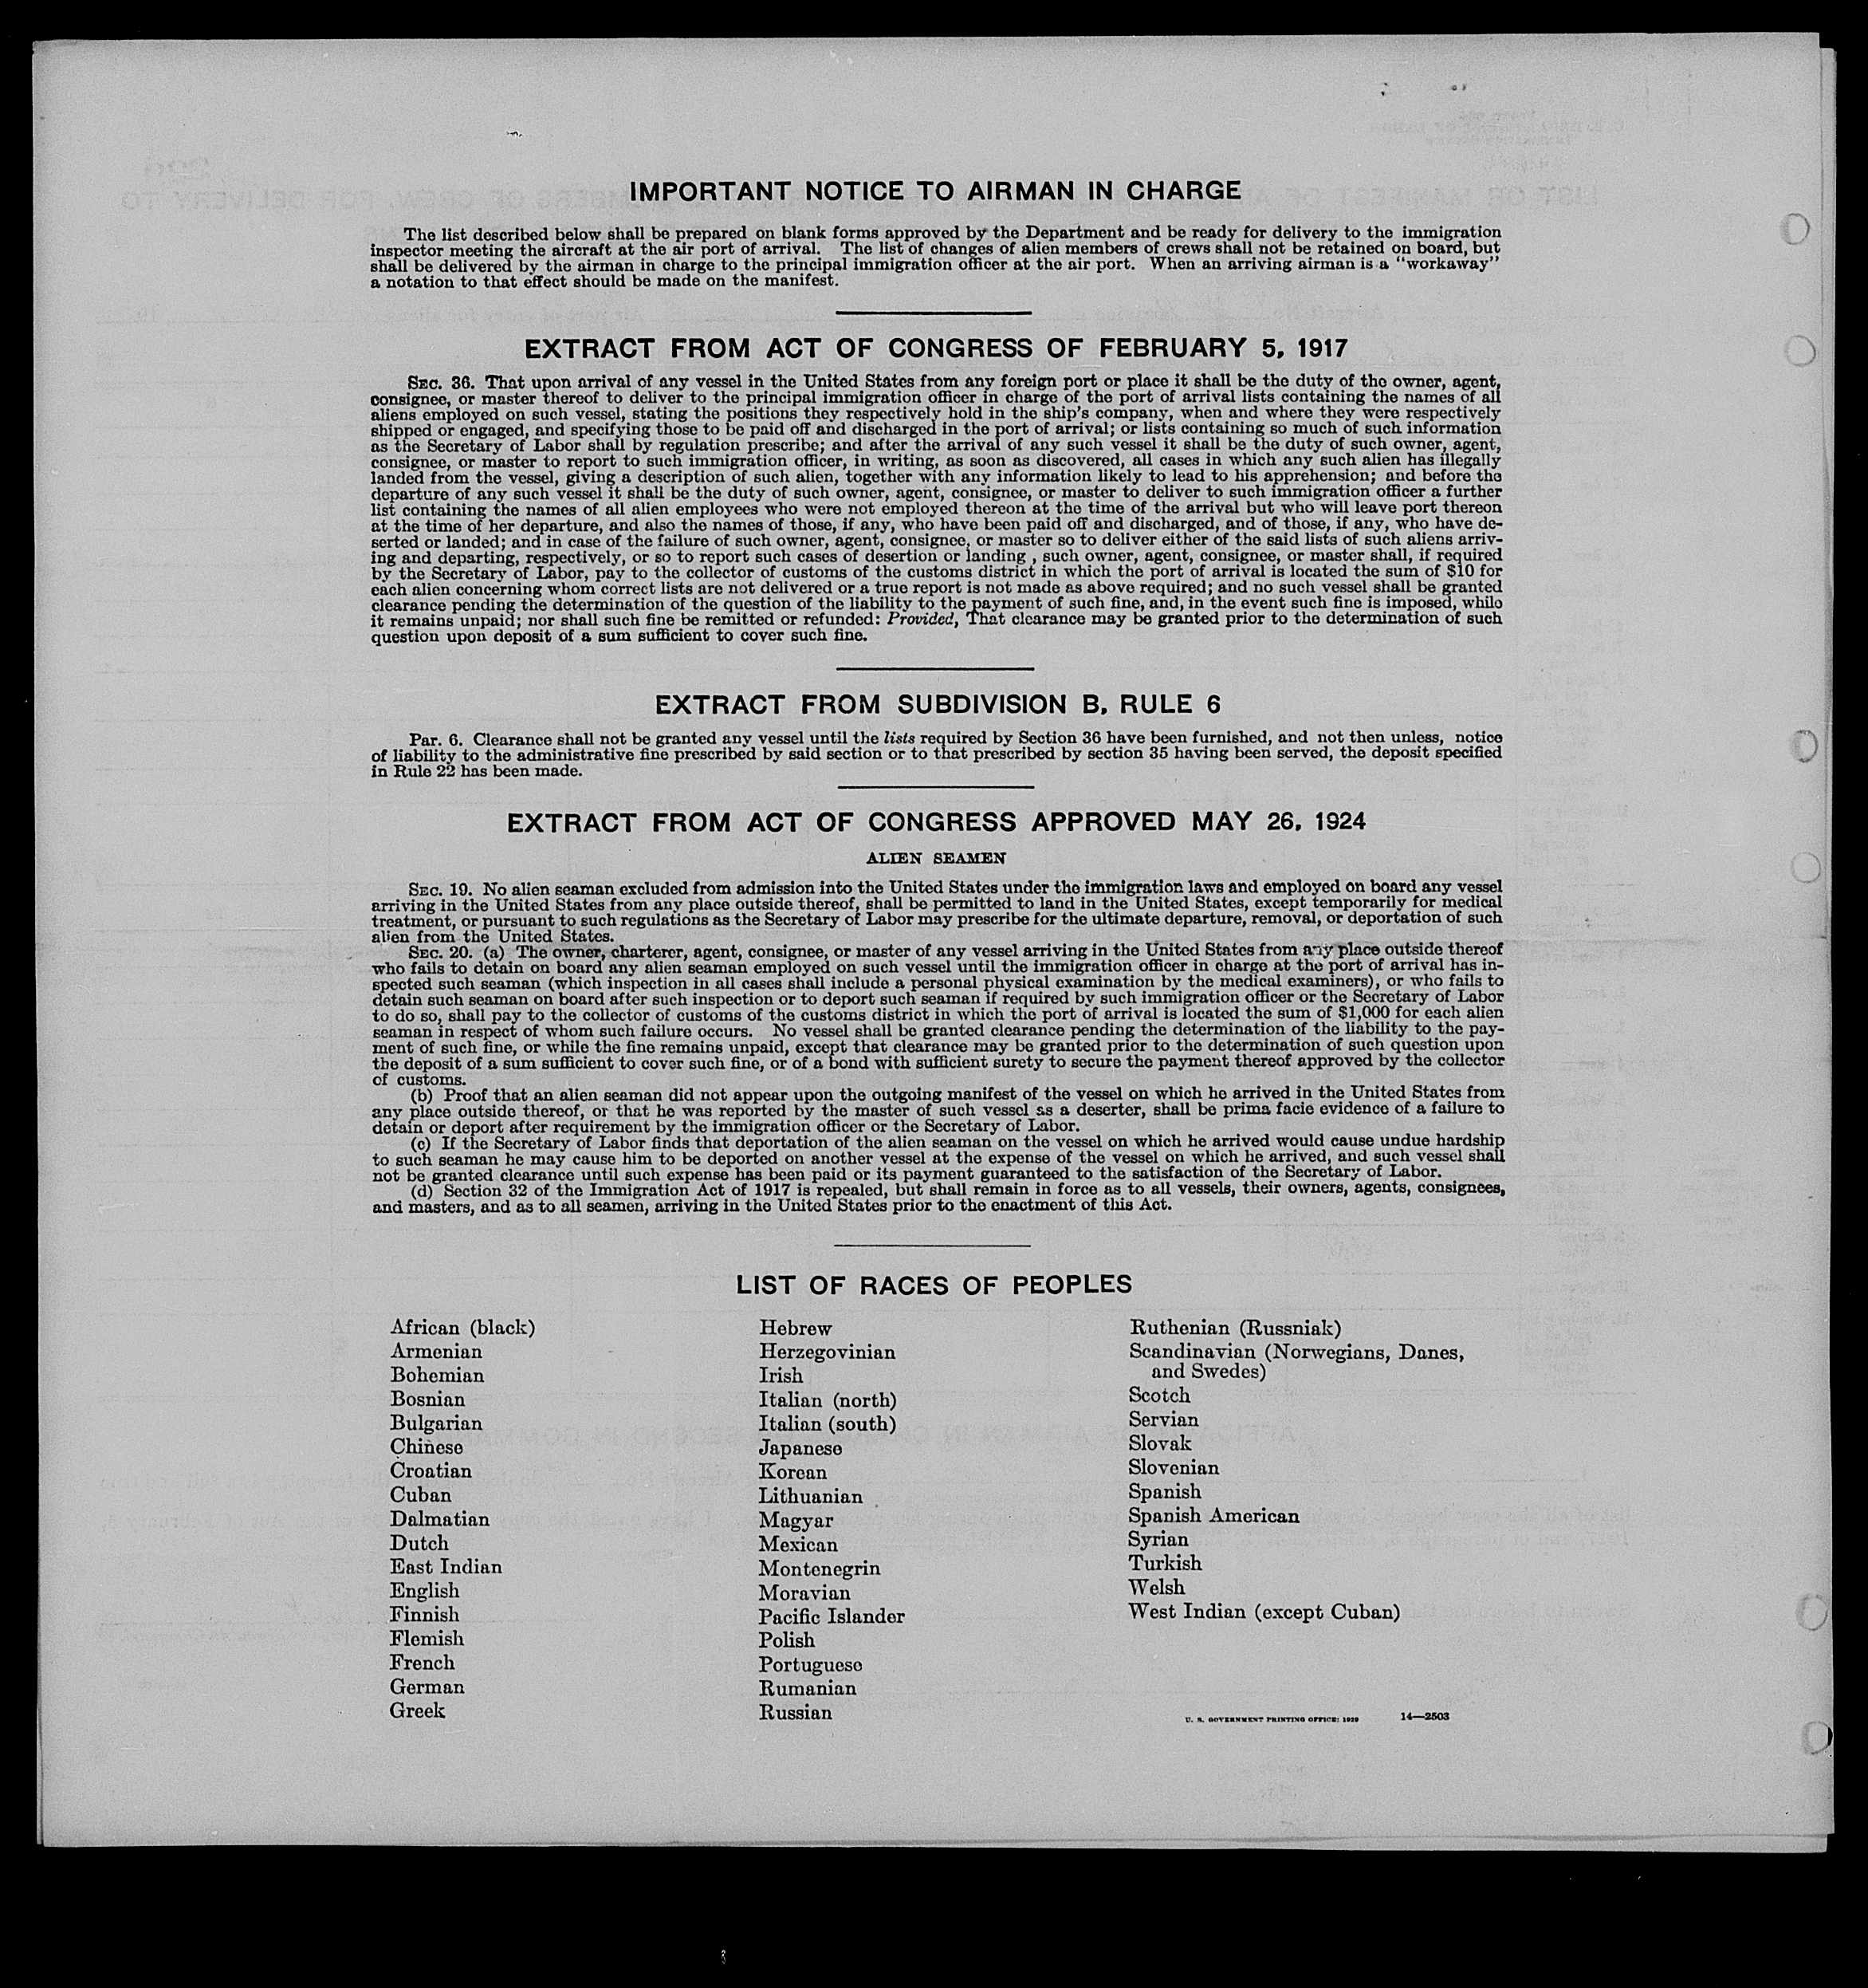 IMPORTANT NOTICE TO AIRMAN IN CHARGE
The list described below shall be prepared on blank forms approved by the Department and be ready for delivery to the immigration
inspector meeting the aircraft at the air port of arrival. The list of changes of alien members of crews shall not be retained on board, but
shall be delivered by the airman in charge to the principal immigration officer at the air port. When an arriving airman is a "workaway"
a notation to that effect should be made on the manifest.
EXTRACT FROM ACT OF CONGRESS OF FEBRUARY 5, 1917
SEC. 36. That upon arrival of any vessel in the United States from any foreign port or place it shall be the duty of the owner, agent,
consignee, or master thereof to deliver to the principal immigration officer in charge of the port of arrival lists containing the names of all
aliens employed on such vessel, stating the positions they respectively hold in the ship's company, when and where they were respectively
shipped or engaged, and specifying those to be paid off and discharged in the port of arrival; or lists containing so much of such information
as the Secretary of Labor shall by regulation prescribe; and after the arrival of any such vessel it shall be the duty of such owner, agent,
consignee, or master to report to such immigration officer, in writing, as soon as discovered, all cases in which any such alien has illegally
landed from the vessel, giving a description of such alien, together with any information likely to lead to his apprehension; and before the
departure of any such vessel it shall be the duty of such owner, agent, consignee, or master to deliver to such immigration officer a further
list containing the names of all alien employees who were not employed thereon at the time of the arrival but who will leave port thereon
at the time of her departure, and also the names of those, if any, who have been paid off and discharged, and of those, if any, who have de-
serted or landed; and in case of the failure of such owner, agent, consignee, or master so to deliver either of the said lists of such aliens arriv-
ing and departing, respectively, or so to report such cases of desertion or landing , such owner, agent, consignee, or master shall, if required
by the Secretary of Labor, pay to the collector of customs of the customs district in which the port of arrival is located the sum of $10 for
each alien concerning whom correct lists are not delivered or a true report is not made as above required; and no such vessel shall be granted
clearance pending the determination of the question of the liability to the payment of such fine, and, in the event such fine is imposed, while
it remains unpaid; nor shall such fine be remitted or refunded: Provided, That clearance may be granted prior to the determination of such
question upon deposit of a sum sufficient to cover such fine.
EXTRACT FROM SUBDIVISION B, RULE 6
Par. 6. Clearance shall not be granted any vessel until the lists required by Section 36 have been furnished, and not then unless, notice
of liability to the administrative fine prescribed by said section or to that prescribed by section 35 having been served, the deposit specified
in Rule 22 has been made.
EXTRACT FROM ACT OF CONGRESS APPROVED MAY 26, 1924
ALIEN SEAMEN
SEC. 19. No alien seaman excluded from admission into the United States under the immigration laws and employed on board any vessel
arriving in the United States from any place outside thereof, shall be permitted to land in the United States, except temporarily for medical
treatment, or pursuant to such regulations as the Secretary of Labor may prescribe for the ultimate departure, removal, or deportation of such
alien from the United States.
SEC. 20. (a) The owner, charterer, agent, consignee, or master of any vessel arriving in the United States from any place outside thereof
who fails to detain on board any alien seaman employed on such vessel until the immigration officer in charge at the port of arrival has in-
spected such seaman (which inspection in all cases shall include a personal physical examination by the medical examiners), or who fails to
detain such seaman on board after such inspection or to deport such seaman if required by such immigration officer or the Secretary of Labor
to do so, shall pay to the collector of customs of the customs district in which the port of arrival is located the sum of $1,000 for each alien
seaman in respect of whom such failure occurs. No vessel shall be granted clearance pending the determination of the liability to the pay-
ment of such fine, or while the fine remains unpaid, except that clearance may be granted prior to the determination of such question upon
the deposit of a sum sufficient to cover such fine, or of a bond with sufficient surety to secure the payment thereof approved by the collector
of customs.
(b) Proof that an alien seaman did not appear upon the outgoing manifest of the vessel on which he arrived in the United States from
any place outside thereof, or that he was reported by the master of such vessel as a deserter, shall be prima facie evidence of a failure to
detain or deport after requirement by the immigration officer or the Secretary of Labor.
(c) If the Secretary of Labor finds that deportation of the alien seaman on the vessel on which he arrived would cause undue hardship
to such seaman he may cause him to be deported on another vessel at the expense of the vessel on which he arrived, and such vessel shall
not be granted clearance until such expense has been paid or its payment guaranteed to the satisfaction of the Secretary of Labor.
(d) Section 32 of the Immigration Act of 1917 is repealed, but shall remain in force as to all vessels, their owners, agents, consignees,
and masters, and as to all seamen, arriving in the United States prior to the enactment of this Act.
LIST OF RACES OF PEOPLES
African (black)
Armenian
Bohemian
Bosnian
Bulgarian
Chinese
Croatian
Cuban
Dalmatian
Dutch
East Indian
English
Finnish
Flemish
French
German
Greek
Hebrew
Herzegovinian
Irish
Italian (north)
Italian (south)
Japanese
Korean
Lithuanian
Magyar
Mexican
Montenegrin
Moravian
Pacific Islander
Polish
Portuguese
Rumanian
Russian
Ruthenian (Russniak)
Scandinavian (Norwegians, Danes,
and Swedes)
Scotch
Servian
Slovak
Slovenian
Spanish
Spanish American
Syrian
Turkish
Welsh
West Indian (except Cuban)
U. S. GOVERNMENT PRINTING OFFICE: 1929 14—2503